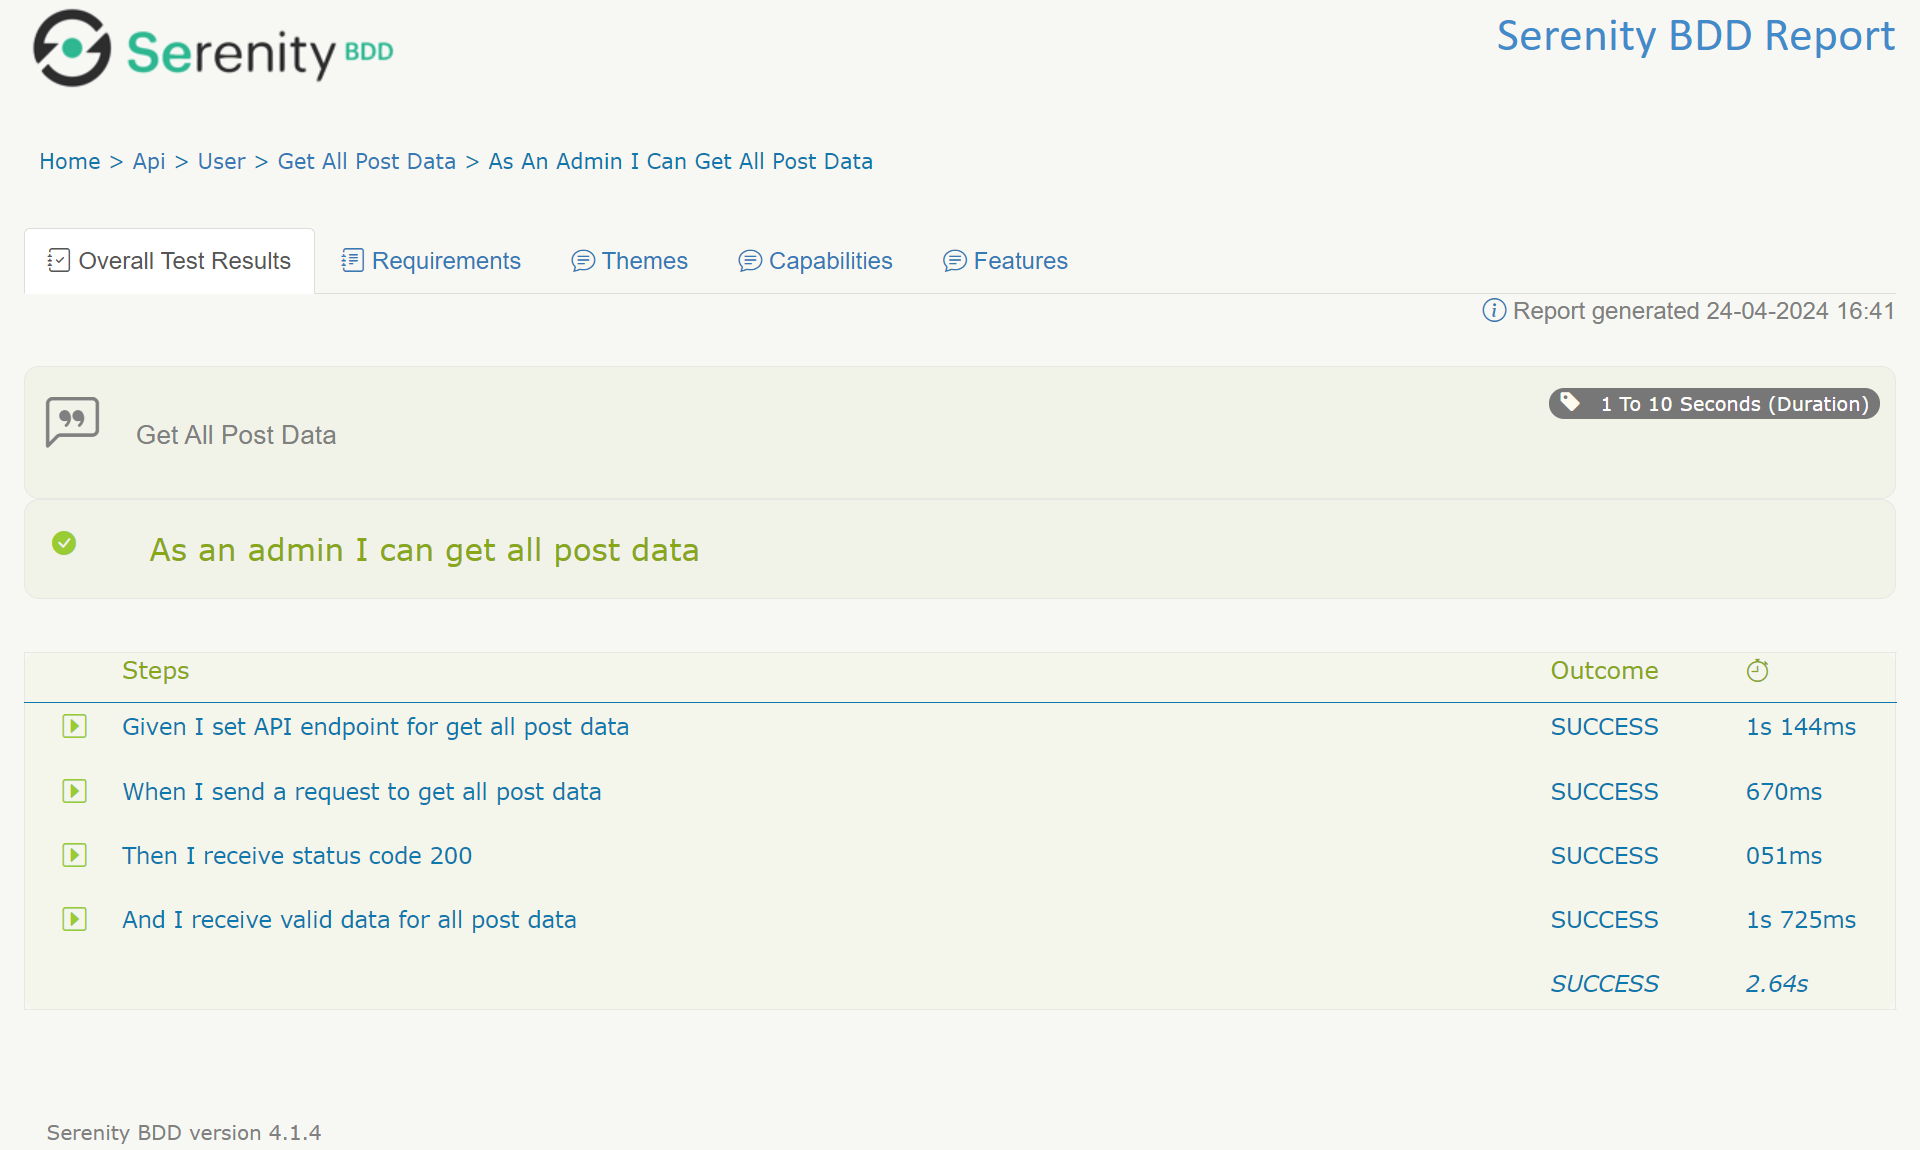 Serenity BDD
Serenity BDD Report
Home > Api > User > Get All Post Data > As An Admin I Can Get All Post Data
Overall Test Results Requirements Themes Capabilities Features
Report generated 24-04-2024 16:41
1 To 10 Seconds (Duration)
Get All Post Data
As an admin I can get all post data
Steps Outcome
Given I set API endpoint for get all post data SUCCESS 1s 144ms
When I send a request to get all post data SUCCESS 670ms
Then I receive status code 200 SUCCESS 051ms
And I receive valid data for all post data SUCCESS 1s 725ms
SUCCESS 2.64s
Serenity BDD version 4.1.4